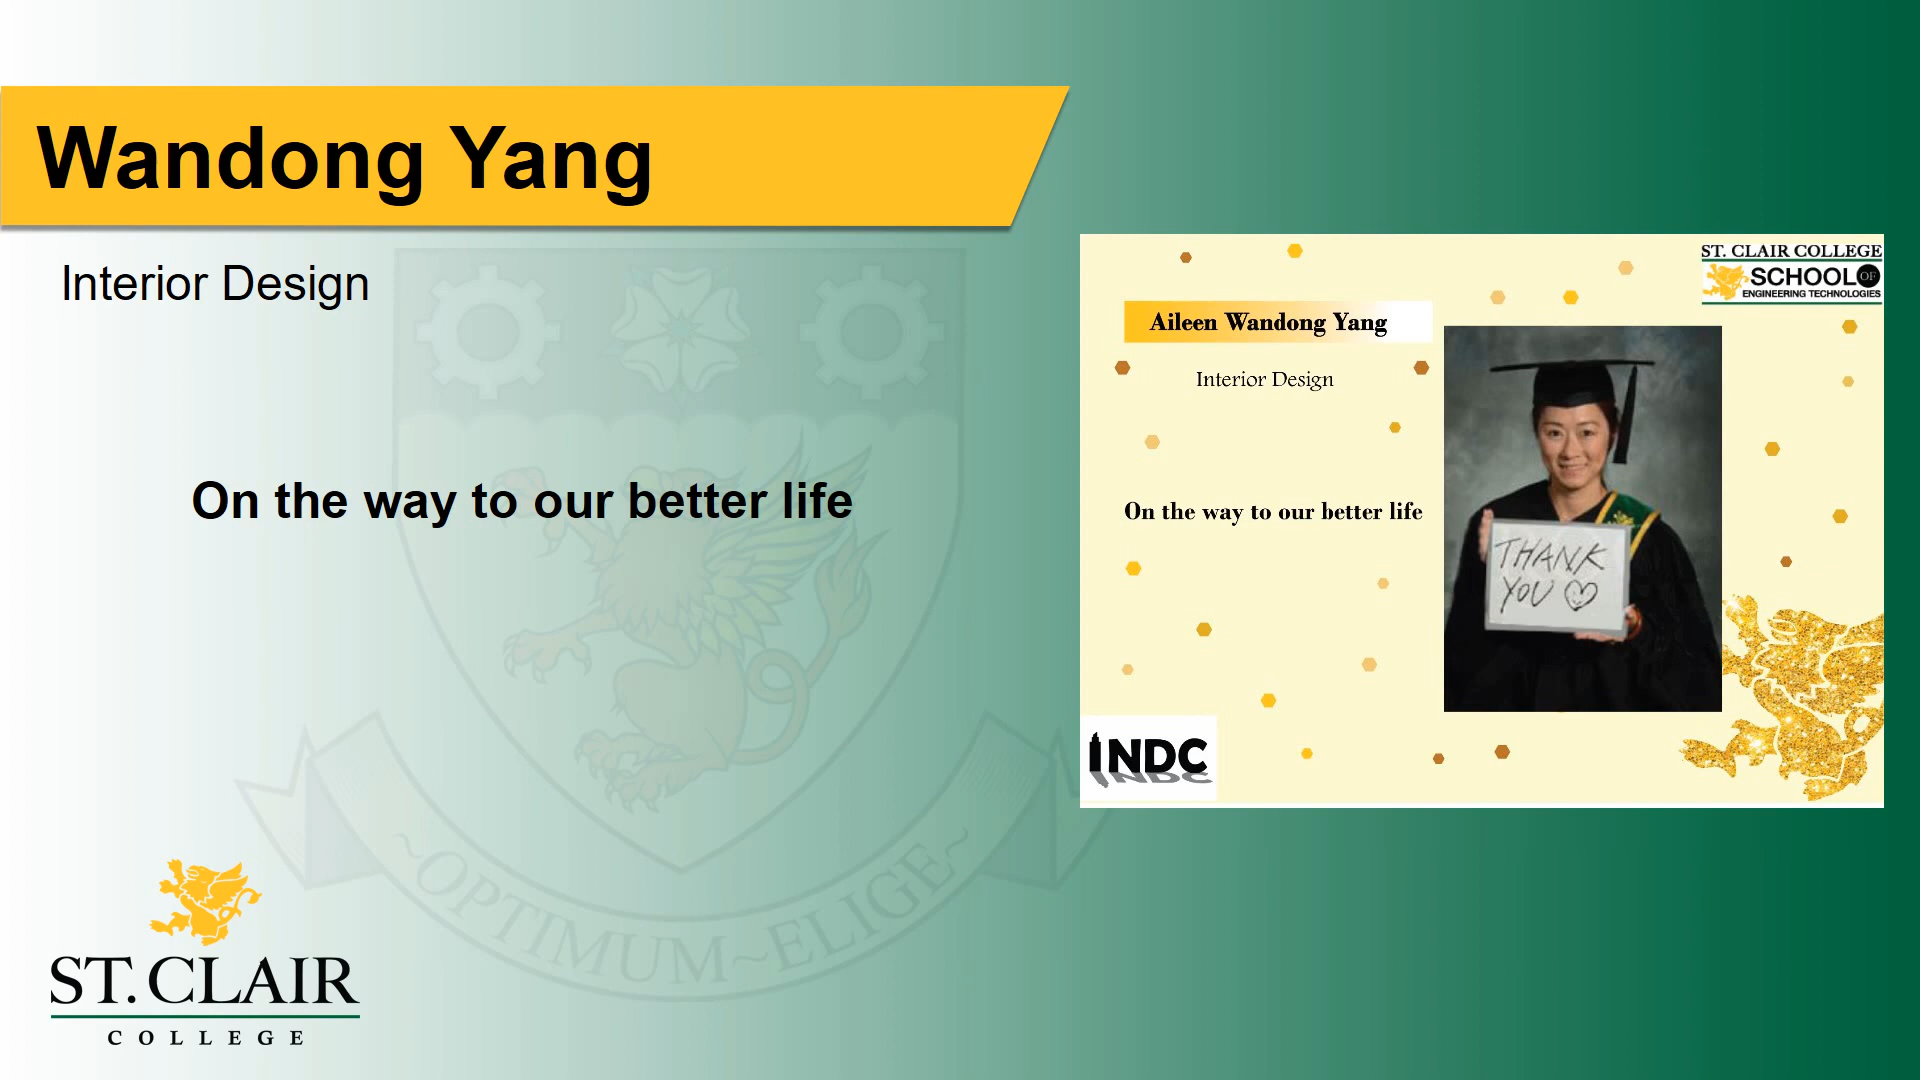 Wandong Yang
Interior Design
On the way to our better life
~OPTIMUM~ELIGE~
ST. CLAIR
COLLEGE
ST. CLAIR COLLEGE
SCHOOL OF
ENGINEERING TECHNOLOGIES
Aileen Wandong Yang
Interior Design
On the way to our better life
THANK
YOU ♡
INDC